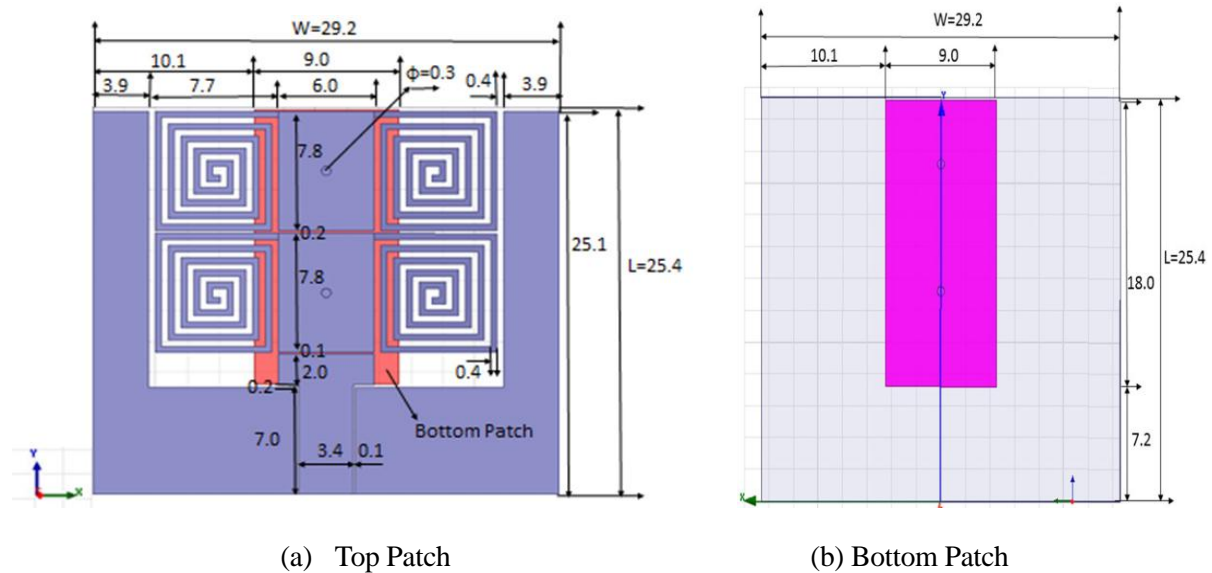 W=29.2
10.1 9.0
3.9 7.7 6.0 Φ=0.3 0.4 3.9
7.8
0.2
7.8
0.1
2.0
0.2
0.4
7.0
3.4 0.1
Bottom Patch
25.1
L=25.4
Y
X
(a) Top Patch
(b)
W=29.2
10.1 9.0
Y
18.0
L=25.4
7.2
X
(b) Bottom Patch